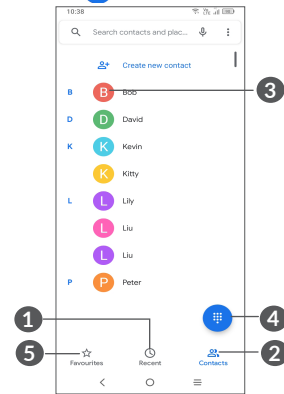 10:38
Search contacts and plac...
Create new contact
B B Bob
3
D D David
K K Kevin
K Kitty
L L Lily
L Liu
L Liu
P P Peter
1
4
5
2
Favourites Recent Contacts